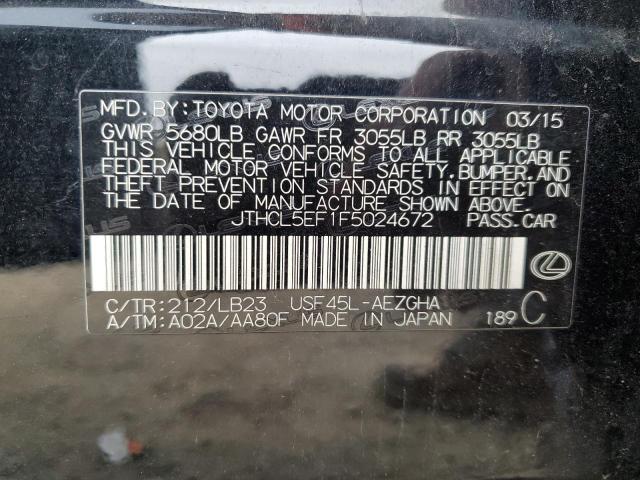 MFD.BY:TOYOTA MOTOR CORPORATION 03/15
GVWR 5680LB GAWR FR 3055LB RR 3055LB
THIS VEHICLE CONFORMS TO ALL APPLICABLE
FEDERAL MOTOR VEHICLE SAFETY,BUMPER,AND
THEFT PREVENTION STANDARDS IN EFFECT ON
THE DATE OF MANUFACTURE SHOWN ABOVE.
JTHCL5EF1F5024672 PASS.CAR
C/TR:212/LB23 USF45L-AEZGHA
A/TM:A02A/AA80F MADE IN JAPAN 189 C